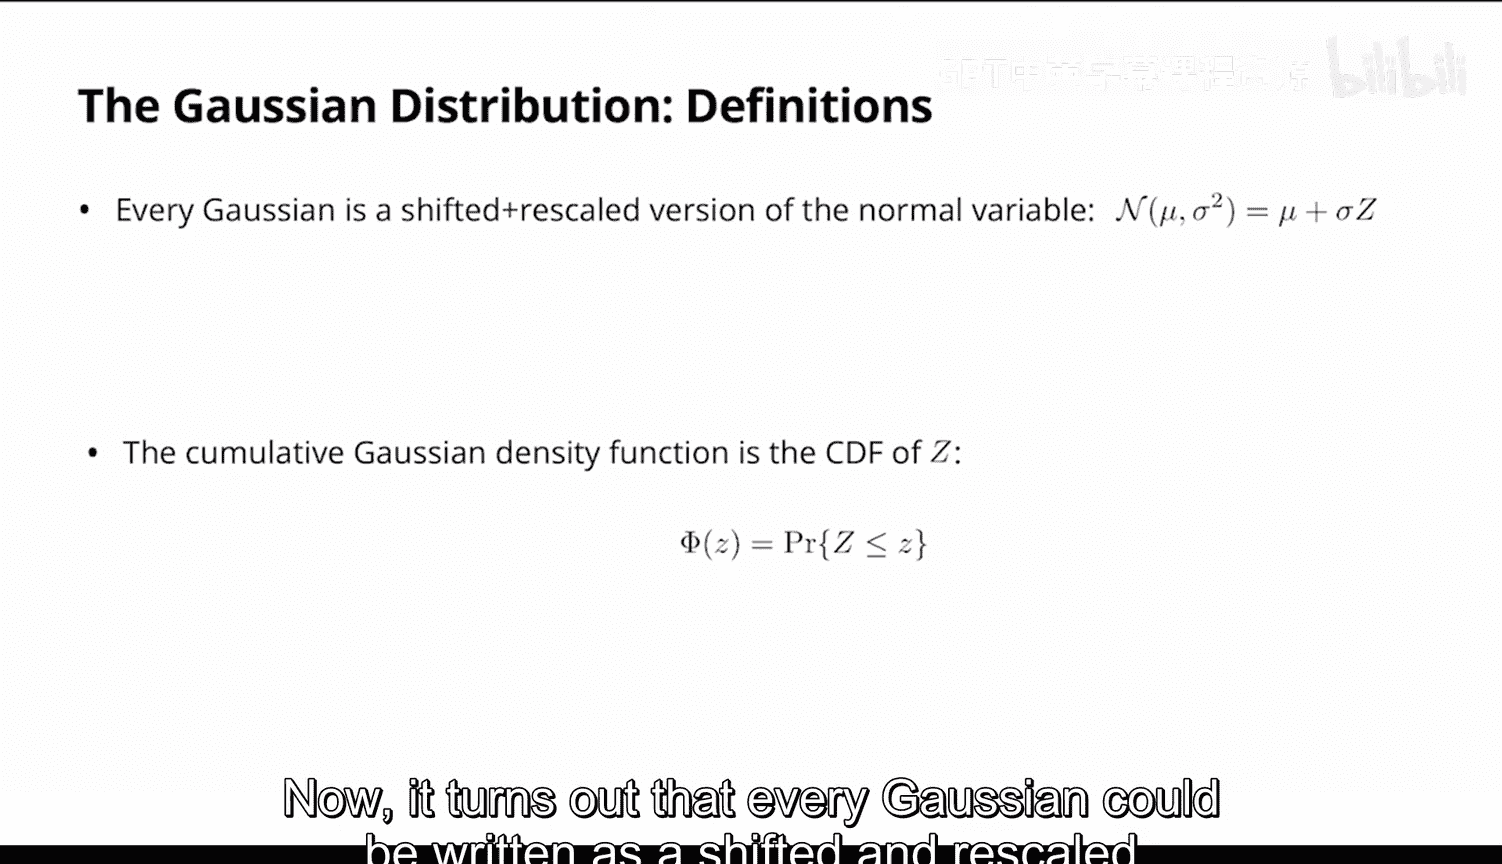 bilibili
The Gaussian Distribution: Definitions
• Every Gaussian is a shifted+rescaled version of the normal variable: 𝒩(μ, σ²) = μ + σZ
• The cumulative Gaussian density function is the CDF of Z:
Φ(z) = Pr{Z ≤ z}
Now, it turns out that every Gaussian could
be written as a shifted and rescaled